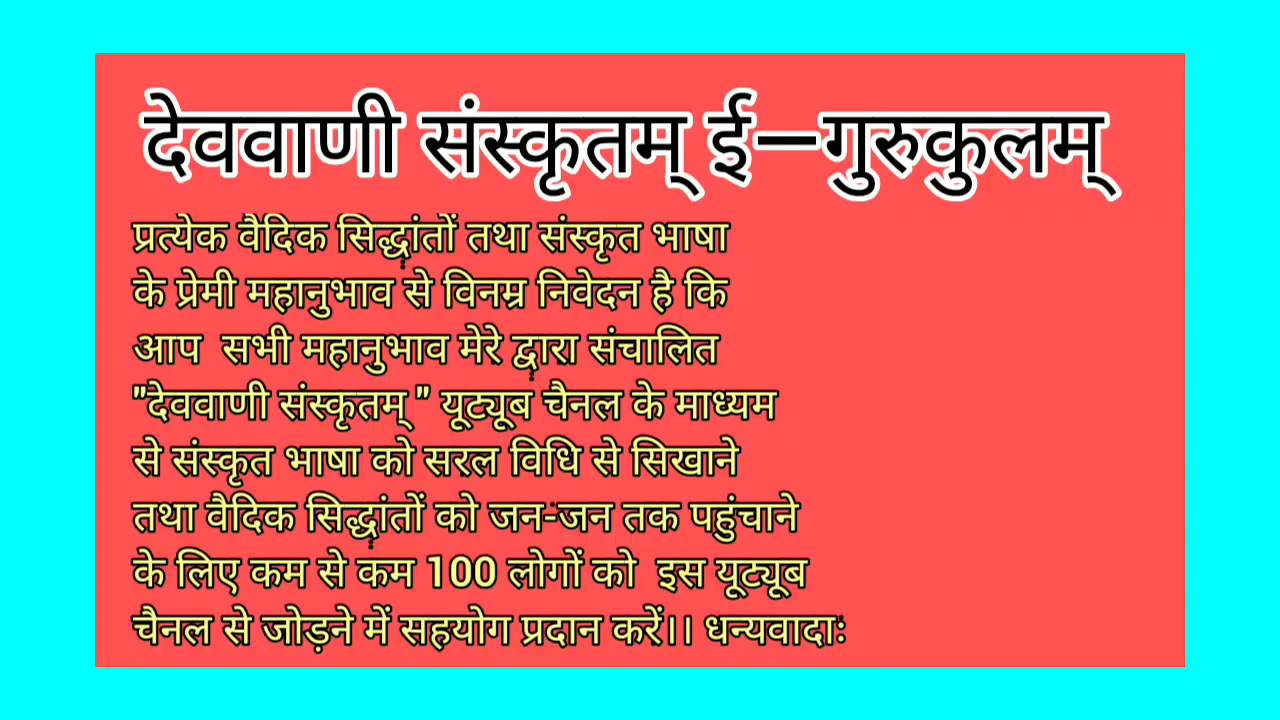 देववाणी संस्कृतम् ई–गुरुकुलम्
प्रत्येक वैदिक सिद्धांतों तथा संस्कृत भाषा
के प्रेमी महानुभाव से विनम्र निवेदन है कि
आप सभी महानुभाव मेरे द्वारा संचालित
"देववाणी संस्कृतम् " यूट्यूब चैनल के माध्यम
से संस्कृत भाषा को सरल विधि से सिखाने
तथा वैदिक सिद्धांतों को जन-जन तक पहुंचाने
के लिए कम से कम 100 लोगों को इस यूट्यूब
चैनल से जोड़ने में सहयोग प्रदान करें।। धन्यवादाः